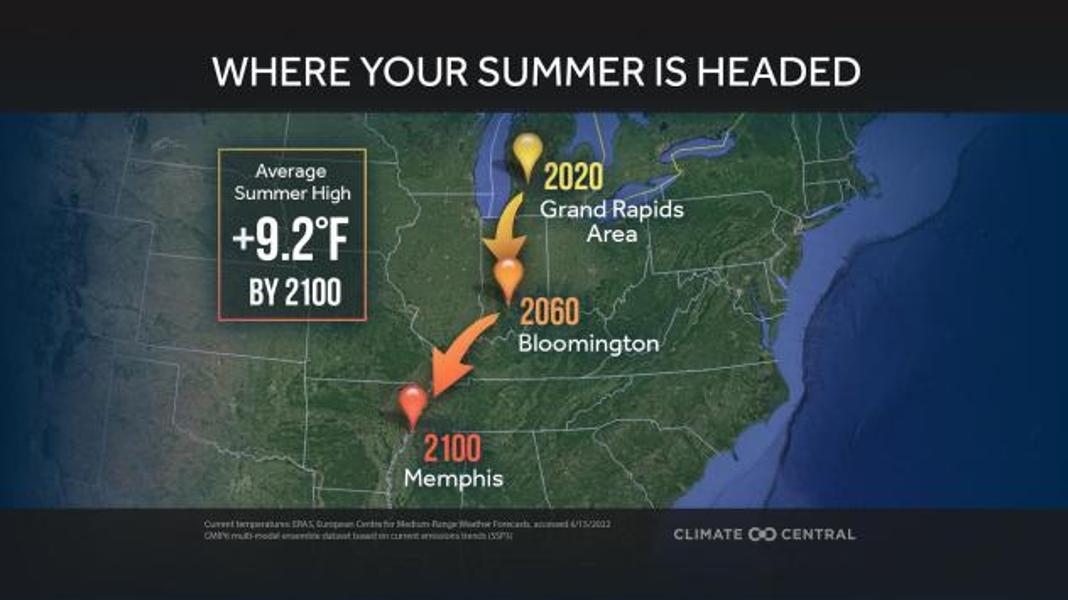 WHERE YOUR SUMMER IS HEADED
Average
Summer High
+9.2°F
BY 2100
2020
Grand Rapids
Area
2060
Bloomington
2100
Memphis
Current temperatures: ERA5, European Centre for Medium-Range Weather Forecasts, accessed 4/13/2022
CMIP6 multi-model ensemble dataset based on current emissions trends (SSP3)
CLIMATE CENTRAL